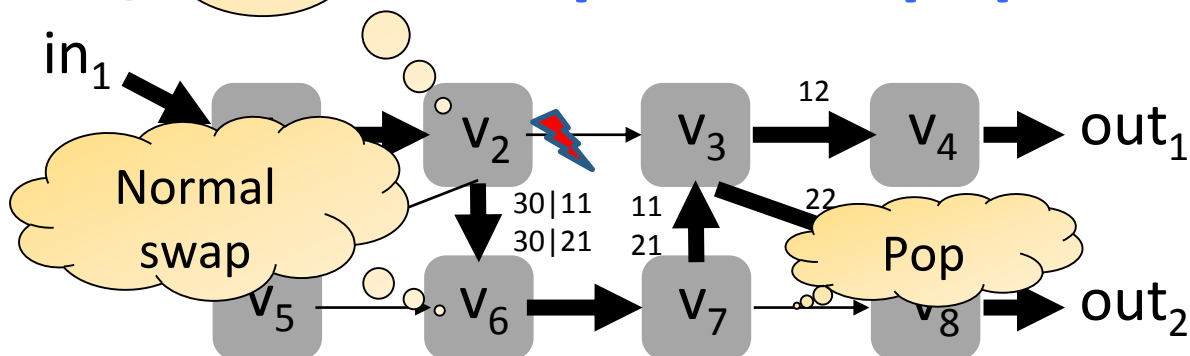 in1
12
v2
v3
v4
out1
Normal
swap
30|11
30|21
11
21
22
Pop
v5
v6
v7
v8
out2